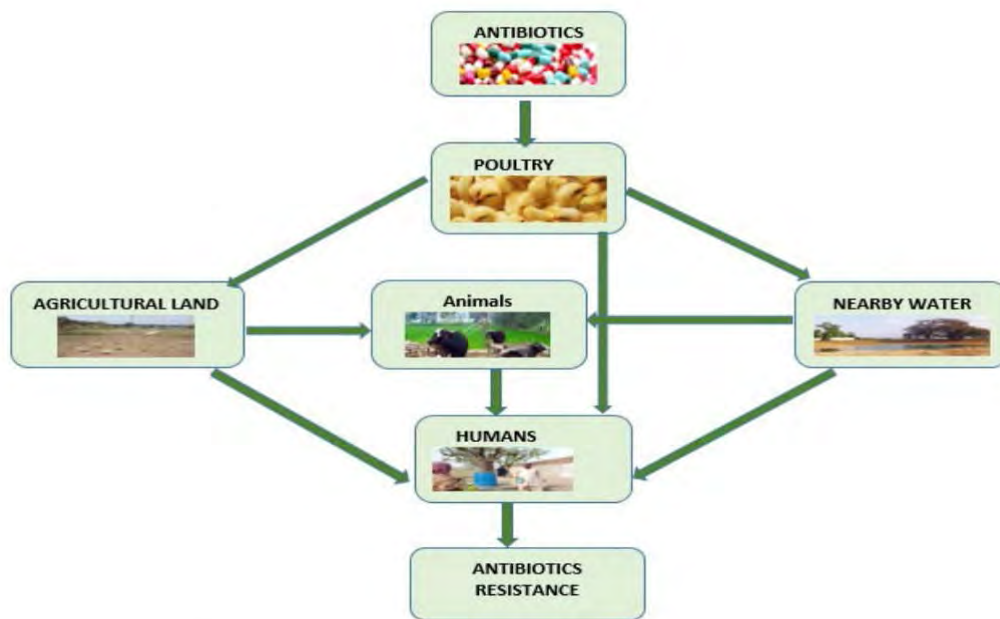 ANTIBIOTICS
POULTRY
AGRICULTURAL LAND
Animals
NEARBY WATER
HUMANS
ANTIBIOTICS
RESISTANCE